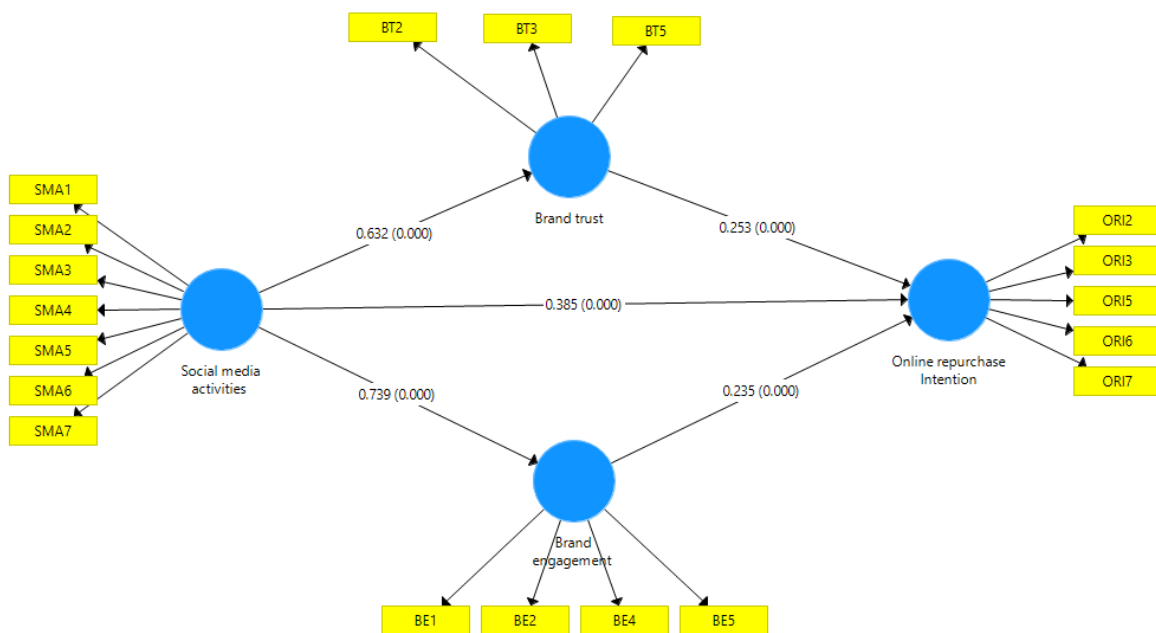 BT2
BT3
BT5
Brand trust
SMA1
SMA2
SMA3
SMA4
SMA5
SMA6
SMA7
Social media
activities
0.632 (0.000)
0.253 (0.000)
0.385 (0.000)
0.739 (0.000)
0.235 (0.000)
ORI2
ORI3
ORI5
ORI6
ORI7
Online repurchase
Intention
Brand
engagement
BE1
BE2
BE4
BE5